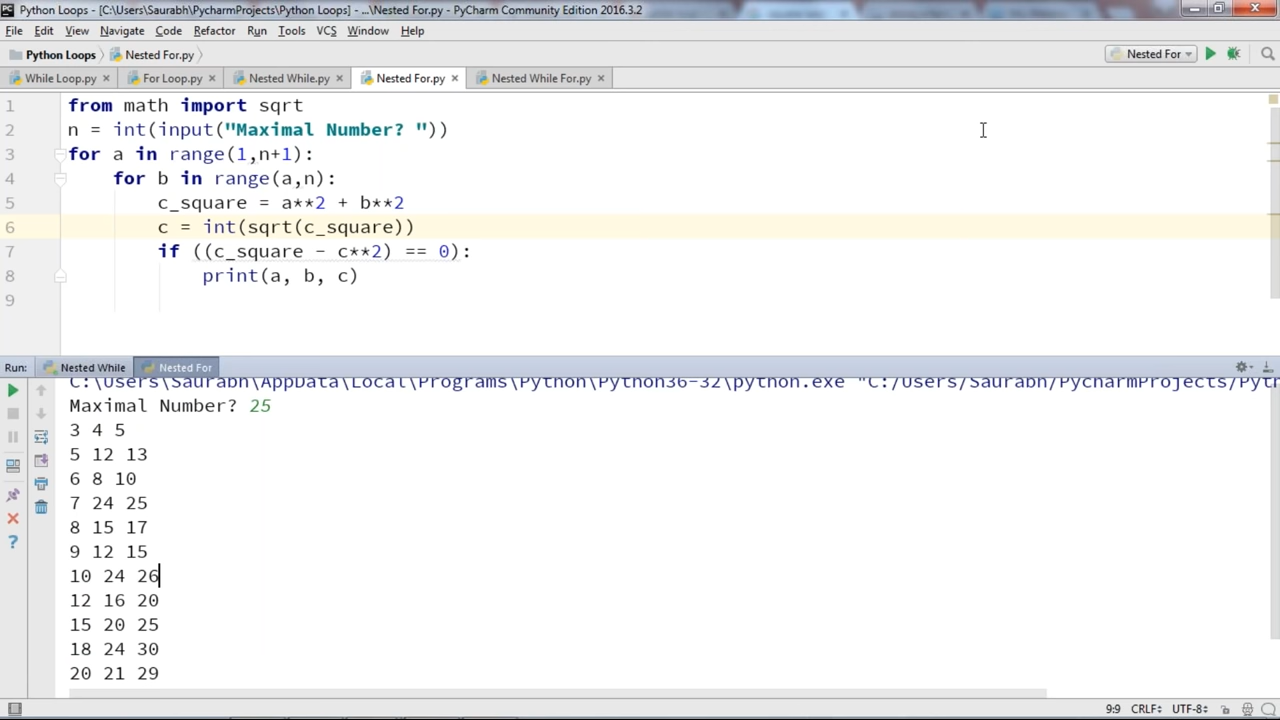 Python Loops - [C:\Users\Saurabh\PycharmProjects\Python Loops] - ...\Nested For.py - PyCharm Community Edition 2016.3.2
File Edit View Navigate Code Refactor Run Tools VCS Window Help
Python Loops Nested For.py Nested For
While Loop.py For Loop.py Nested While.py Nested For.py Nested While For.py
1 from math import sqrt
2 n = int(input("Maximal Number? "))
3 for a in range(1,n+1):
4 for b in range(a,n):
5 c_square = a**2 + b**2
6 c = int(sqrt(c_square))
7 if ((c_square - c**2) == 0):
8 print(a, b, c)
9
Run: Nested While Nested For
C:\Users\Saurabh\AppData\Local\Programs\Python\Python36-32\python.exe "C:/Users/Saurabh/PycharmProjects/Pyth
Maximal Number? 25
3 4 5
5 12 13
6 8 10
7 24 25
8 15 17
9 12 15
10 24 26
12 16 20
15 20 25
18 24 30
20 21 29
9:9 CRLF UTF-8